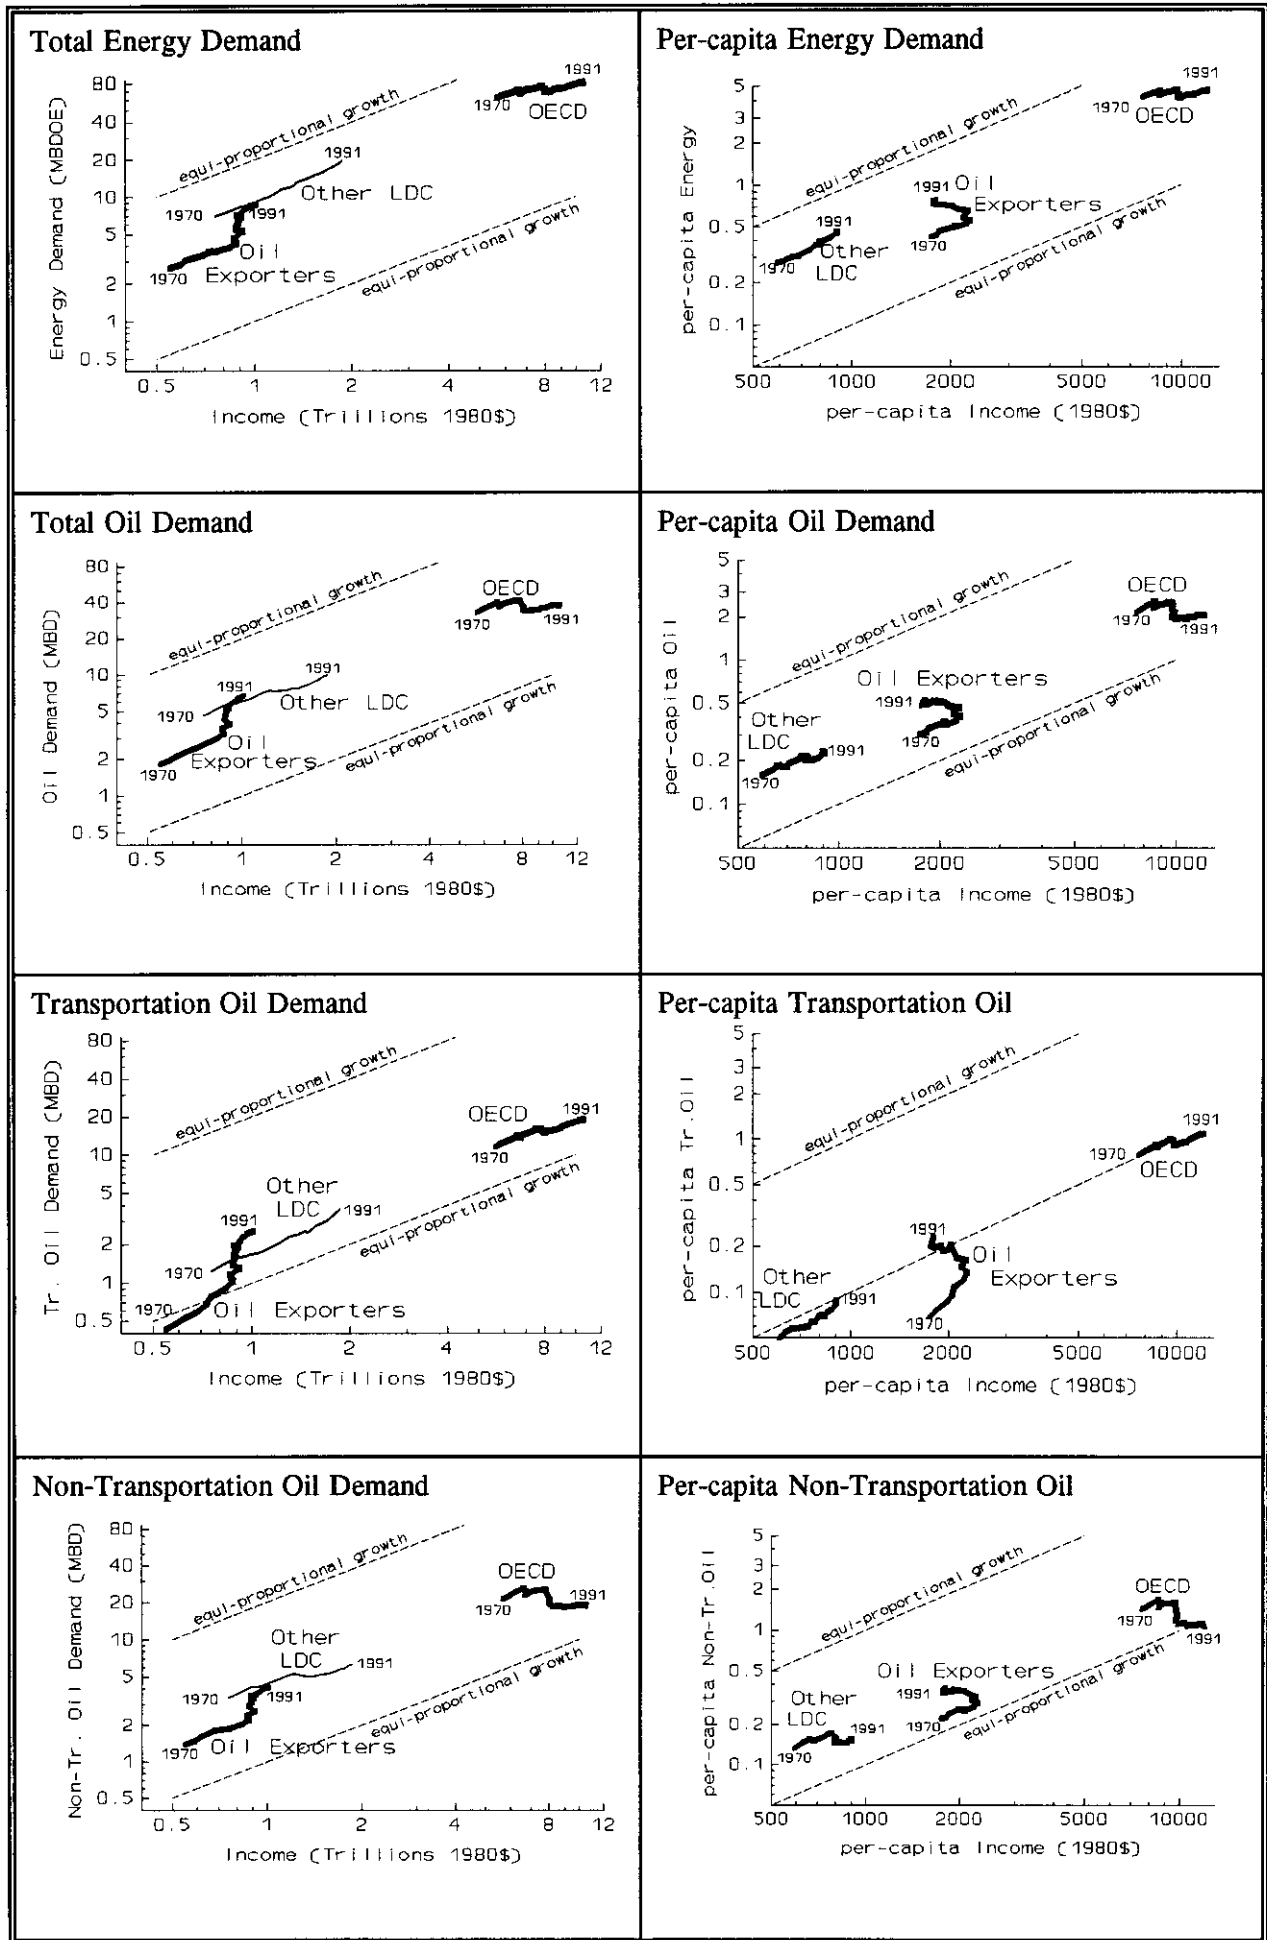 Total Energy Demand
Energy Demand (MBDOE)
80
40
20
10
5
2
1
0.5
equi-proportional growth
1991
1970
OECD
1991
Other LDC
1970
1991
Oil
Exporters
1970
equi-proportional growth
0.5 1 2 4 8 12
Income (Trillions 1980$)
Per-capita Energy Demand
per-capita Energy
5
3
2
1
0.5
0.2
0.1
equi-proportional growth
1991
1970
OECD
1991 Oil
Exporters
1970
1991
Other
LDC
1970
equi-proportional growth
500 1000 2000 5000 10000
per-capita Income (1980$)
Total Oil Demand
Oil Demand (MBD)
80
40
20
10
5
2
1
0.5
equi-proportional growth
OECD
1970
1991
1991
1991
Other LDC
1970
Oil
Exporters
1970
equi-proportional growth
0.5 1 2 4 8 12
Income (Trillions 1980$)
Per-capita Oil Demand
per-capita Oil
5
3
2
1
0.5
0.2
0.1
equi-proportional growth
OECD
1970
1991
Oil Exporters
1991
1970
Other
LDC
1991
1970
equi-proportional growth
500 1000 2000 5000 10000
per-capita Income (1980$)
Transportation Oil Demand
Tr. Oil Demand (MBD)
80
40
20
10
5
2
1
0.5
equi-proportional growth
OECD
1991
1970
Other
LDC
1991
1991
1970
1970
Oil Exporters
equi-proportional growth
0.5 1 2 4 8 12
Income (Trillions 1980$)
Per-capita Transportation Oil
per-capita Tr.Oil
5
3
2
1
0.5
0.2
0.1
equi-proportional growth
1991
1970
OECD
1991
Oil
Exporters
1970
Other
LDC
1991
500 1000 2000 5000 10000
per-capita Income (1980$)
Non-Transportation Oil Demand
Non-Tr. Oil Demand (MBD)
80
40
20
10
5
2
1
0.5
equi-proportional growth
OECD
1991
1970
Other
LDC
1991
1970
1991
1970
Oil Exporters
equi-proportional growth
0.5 1 2 4 8 12
Income (Trillions 1980$)
Per-capita Non-Transportation Oil
per-capita Non-Tr.Oil
5
3
2
1
0.5
0.2
0.1
equi-proportional growth
OECD
1970
1991
Oil Exporters
1991
1970
Other
LDC
1991
1970
equi-proportional growth
500 1000 2000 5000 10000
per-capita Income (1980$)